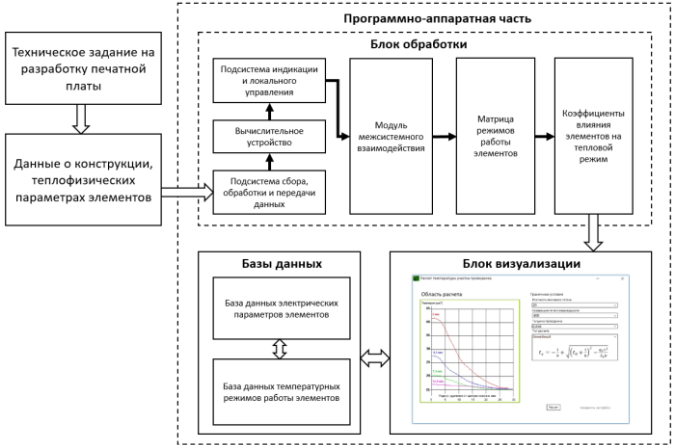 Программно-аппаратная часть
Техническое задание на
разработку печатной
платы
Данные о конструкции,
теплофизических
параметрах элементов
Блок обработки
Подсистема индикации
и локального
управления
Вычислительное
устройство
Подсистема сбора,
обработки и передачи
данных
Модуль
межсистемного
взаимодействия
Матрица
режимов
работы
элементов
Коэффициенты
влияния
элементов на
тепловой
режим
Базы данных
База данных электрических
параметров элементов
База данных температурных
режимов работы элементов
Блок визуализации
Область расчета